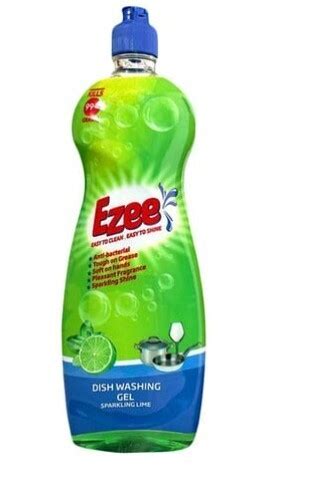 99
Ezee
EASY TO CLEAN . EASY TO SHINE
Anti-bacterial
Tough on Grease
Soft on hands
Pleasant Fragrance
Sparkling Shine
DISH WASHING
GEL
SPARKLING LIME